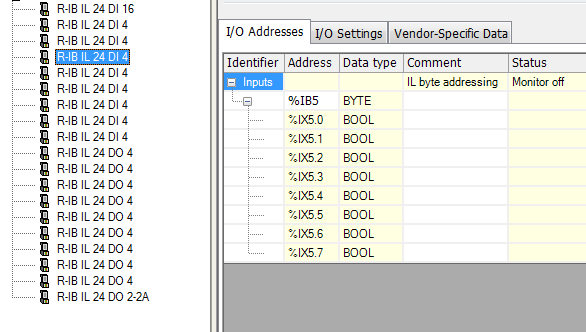 R-IB IL 24 DI 16
R-IB IL 24 DI 4
R-IB IL 24 DI 4
R-IB IL 24 DI 4
R-IB IL 24 DI 4
R-IB IL 24 DI 4
R-IB IL 24 DI 4
R-IB IL 24 DI 4
R-IB IL 24 DI 4
R-IB IL 24 DO 4
R-IB IL 24 DO 4
R-IB IL 24 DO 4
R-IB IL 24 DO 4
R-IB IL 24 DO 4
R-IB IL 24 DO 4
R-IB IL 24 DO 4
R-IB IL 24 DO 4
R-IB IL 24 DO 4
R-IB IL 24 DO 2-2A
I/O Addresses I/O Settings Vendor-Specific Data
Identifier Address Data type Comment Status
Inputs IL byte addressing Monitor off
%IB5 BYTE
%IX5.0 BOOL
%IX5.1 BOOL
%IX5.2 BOOL
%IX5.3 BOOL
%IX5.4 BOOL
%IX5.5 BOOL
%IX5.6 BOOL
%IX5.7 BOOL